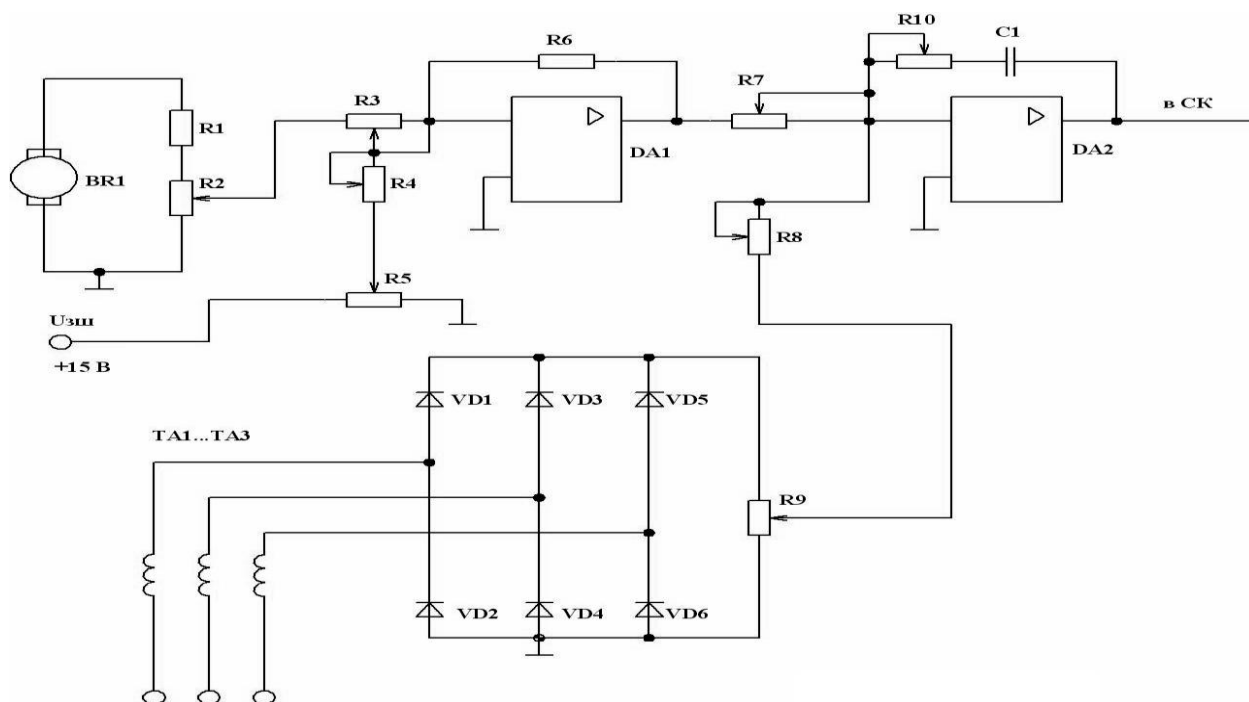 R10
C1
R6
R7
R3
в СК
R1
DA1
DA2
BR1
R2
R4
R8
R5
Uзш
+15 В
VD1
VD3
VD5
TA1...TA3
R9
VD2
VD4
VD6